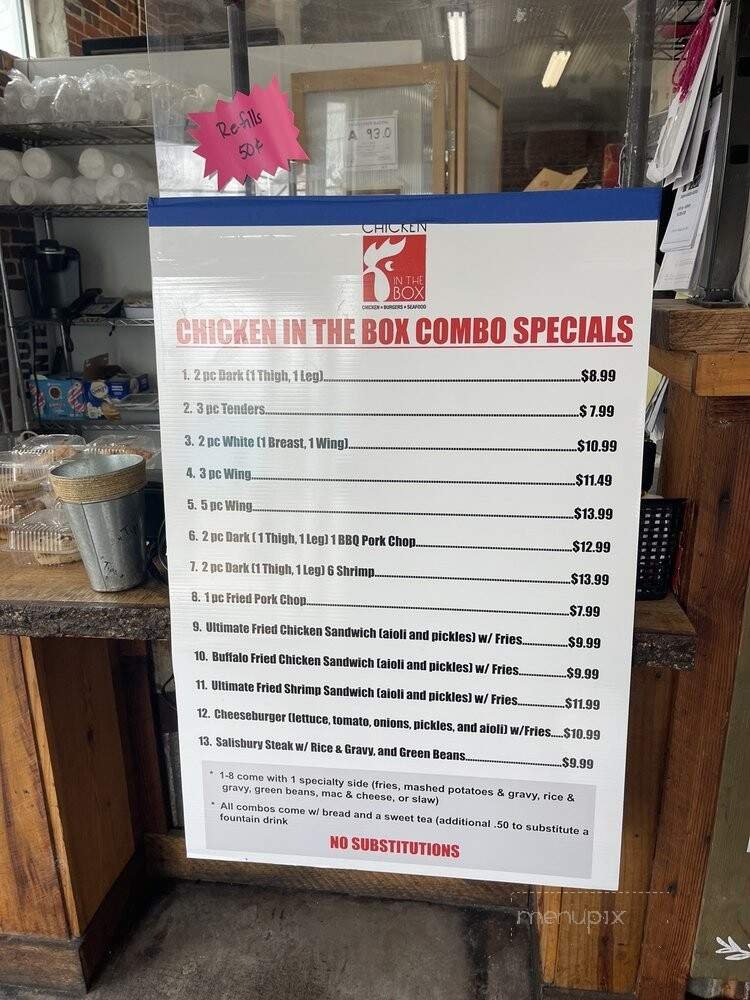 Refills
50¢
A 93.0
CHICKEN
IN THE
BOX
CHICKEN • BURGERS • SEAFOOD
CHICKEN IN THE BOX COMBO SPECIALS
1. 2 pc Dark (1 Thigh, 1 Leg)................$8.99
2. 3 pc Tenders................$7.99
3. 2 pc White (1 Breast, 1 Wing)................$10.99
4. 3 pc Wing................$11.49
5. 5 pc Wing................$13.99
6. 2 pc Dark ( 1 Thigh, 1 Leg) 1 BBQ Pork Chop................$12.99
7. 2 pc Dark (1 Thigh, 1 Leg) 6 Shrimp................$13.99
8. 1 pc Fried Pork Chop................$7.99
9. Ultimate Fried Chicken Sandwich (aioli and pickles) w/ Fries................$9.99
10. Buffalo Fried Chicken Sandwich (aioli and pickles) w/ Fries................$9.99
11. Ultimate Fried Shrimp Sandwich (aioli and pickles) w/ Fries................$11.99
12. Cheeseburger (lettuce, tomato, onions, pickles, and aioli) w/Fries....$10.99
13. Salisbury Steak w/ Rice & Gravy, and Green Beans................$9.99
* 1-8 come with 1 specialty side (fries, mashed potatoes & gravy, rice &
gravy, green beans, mac & cheese, or slaw)
* All combos come w/ bread and a sweet tea (additional .50 to substitute a
fountain drink
NO SUBSTITUTIONS
menupix